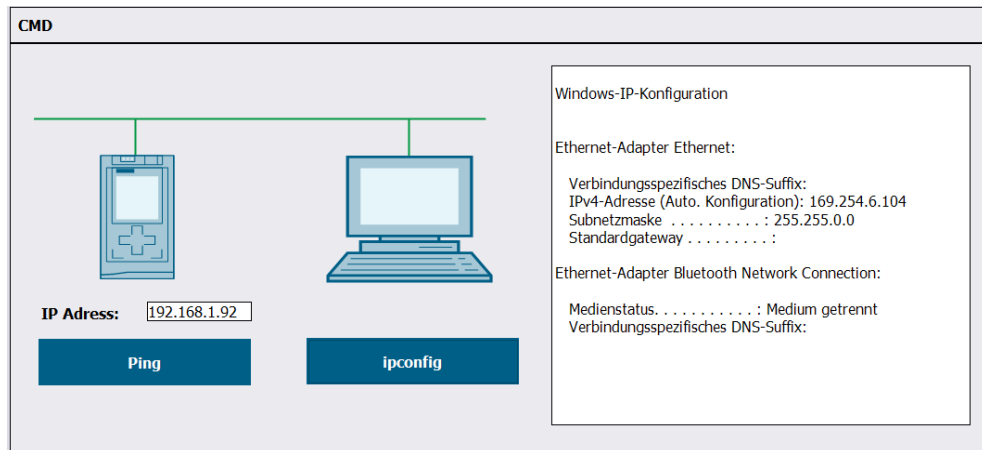 CMD
IP Adress: 192.168.1.92
Ping
ipconfig
Windows-IP-Konfiguration
Ethernet-Adapter Ethernet:
Verbindungsspezifisches DNS-Suffix:
IPv4-Adresse (Auto. Konfiguration): 169.254.6.104
Subnetzmaske . . . . . . . . . . : 255.255.0.0
Standardgateway . . . . . . . . . :
Ethernet-Adapter Bluetooth Network Connection:
Medienstatus. . . . . . . . . . . : Medium getrennt
Verbindungsspezifisches DNS-Suffix: